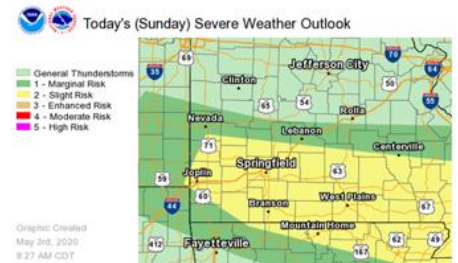 Today's (Sunday) Severe Weather Outlook
General Thunderstorms
1 - Marginal Risk
2 - Slight Risk
3 - Enhanced Risk
4 - Moderate Risk
5 - High Risk
Graphic Created
May 3rd, 2020
8:27 AM CDT
69
Jefferson City
70
35
Clinton
50
64
65
54
55
Nevada
Rolla
71
Lebanon
Centerville
Springfield
59
Joplin
63
60
44
Branson
West Plains
67
Mountain Home
412
Fayetteville
167
62
49